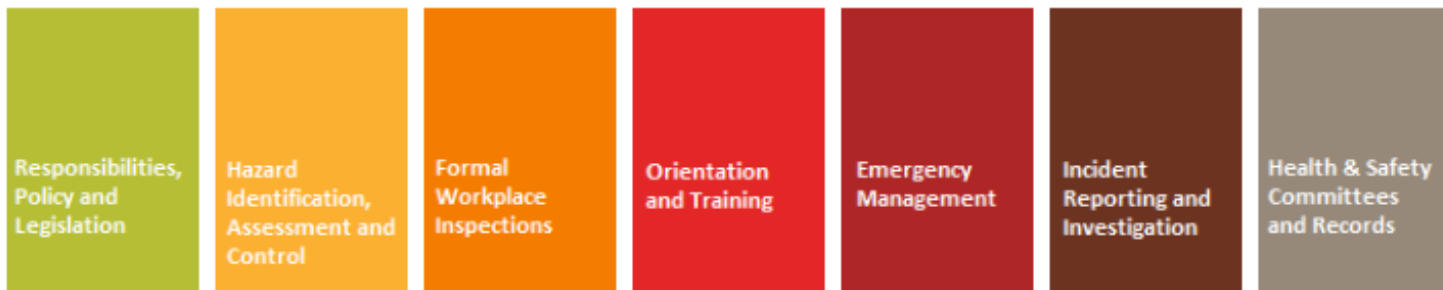 Responsibilities,
Policy and
Legislation
Hazard
Identification,
Assessment and
Control
Formal
Workplace
Inspections
Orientation
and Training
Emergency
Management
Incident
Reporting and
Investigation
Health & Safety
Committees
and Records